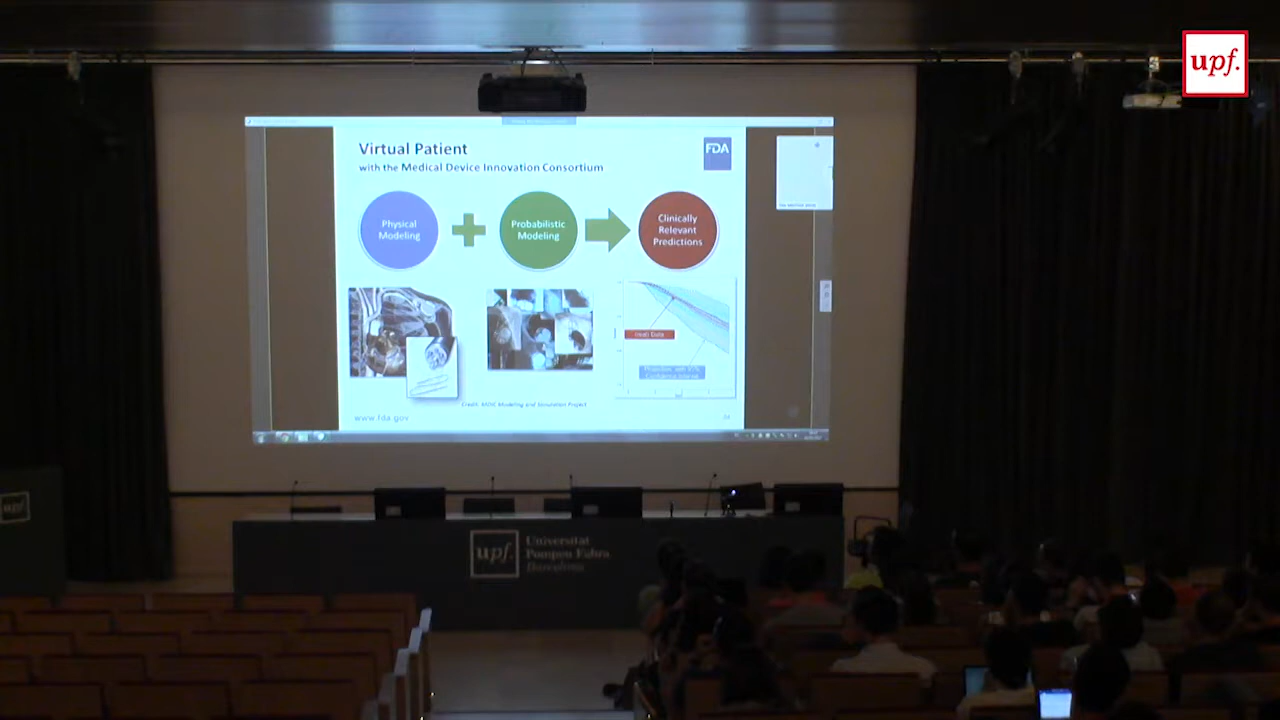 upf.
Virtual Patient
with the Medical Device Innovation Consortium
FDA
Physical
Modeling
Probabilistic
Modeling
Clinically
Relevant
Predictions
Credit: MDIC Modeling and Simulation Project
www.fda.gov
upf.
upf.
Universitat
Pompeu Fabra
Barcelona